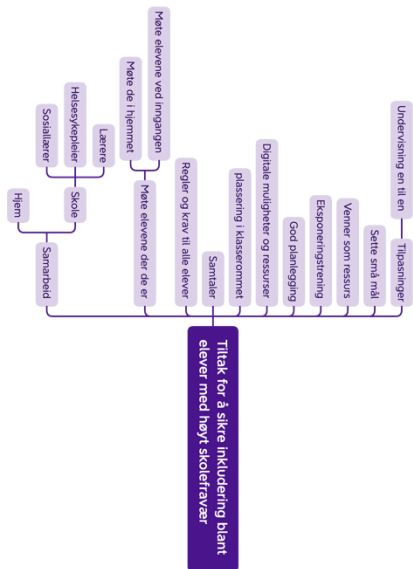 Tiltak for å sikre inkludering blant
elever med høyt skolefravær
Tilpasninger
Undervisning en til en
Sette små mål
Venner som ressurs
Eksponeringstrening
God planlegging
Digitale muligheter og ressurser
plassering i klasserommet
Samtaler
Regler og krav til alle elever
Møte elevene der de er
Møte elevene ved inngangen
Møte de i hjemmet
Samarbeid
Skole
Lærere
Helsesykepleier
Sosiallærer
Hjem